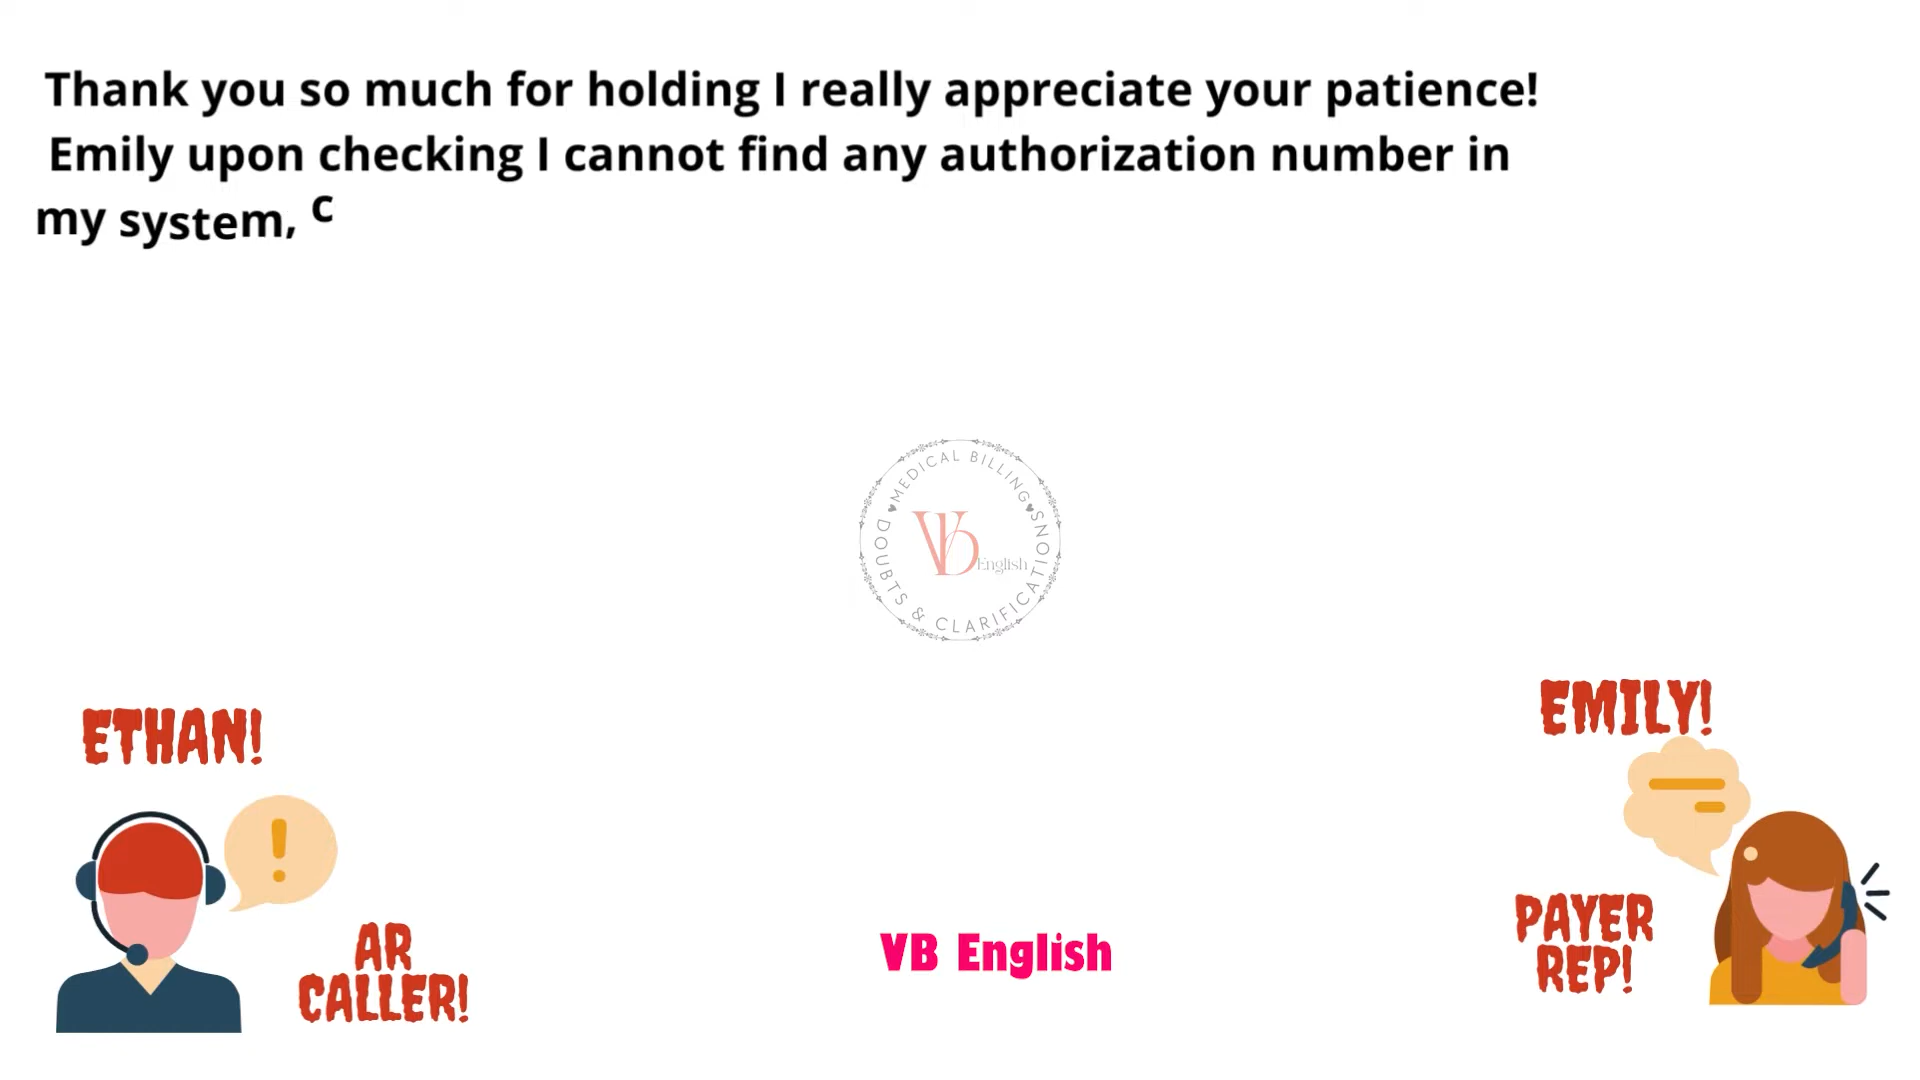 Thank you so much for holding I really appreciate your patience!
Emily upon checking I cannot find any authorization number in
my system, c
MEDICAL BILLING
VB
English
DOUBTS & CLARIFICATIONS
ETHAN!
EMILY!
!
AR
CALLER!
PAYER
REP!
VB English